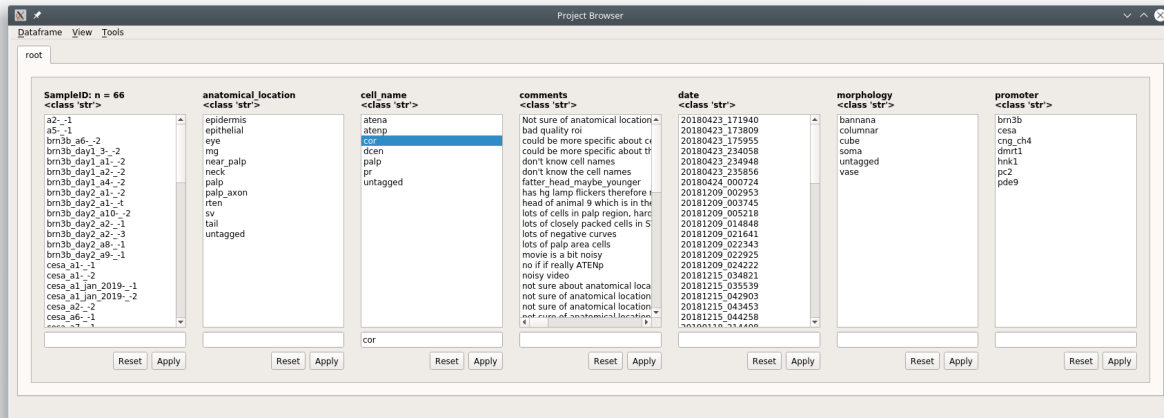 Project Browser
Dataframe View Tools
root
SampleID: n = 66
<class 'str'>
a2-_-1
a5-_-1
brn3b_a6-_-2
brn3b_day1_3-_-2
brn3b_day1_a1-_-2
brn3b_day1_a2-_-2
brn3b_day1_a4-_-2
brn3b_day2_a1-_-2
brn3b_day2_a1-_-t
brn3b_day2_a10-_-2
brn3b_day2_a2-_-1
brn3b_day2_a2-_-3
brn3b_day2_a8-_-1
brn3b_day2_a9-_-1
cesa_a1-_-1
cesa_a1-_-2
cesa_a1_jan_2019-_-1
cesa_a1_jan_2019-_-2
cesa_a2-_-2
cesa_a6-_-1
cesa_a7-_-1
Reset Apply
anatomical_location
<class 'str'>
epidermis
epithelial
eye
mg
near_palp
neck
palp
palp_axon
rten
sv
tail
untagged
Reset Apply
cell_name
<class 'str'>
atena
atenp
cor
dcen
palp
pr
untagged
cor
Reset Apply
comments
<class 'str'>
Not sure of anatomical location
bad quality roi
could be more specific about ce
could be more specific about th
don't know cell names
don't know the cell names
fatter_head_maybe_younger
has hg lamp flickers therefore r
head of animal 9 which is in the
lots of cells in palp region, hard
lots of closely packed cells in S
lots of negative curves
lots of palp area cells
movie is a bit noisy
no if if really ATENp
noisy video
not sure about anatomical loca
not sure of anatomical location
not sure of anatomical location
not sure of anatomical location
Reset Apply
date
<class 'str'>
20180423_171940
20180423_173809
20180423_175955
20180423_234058
20180423_234948
20180423_235856
20180424_000724
20181209_002953
20181209_003745
20181209_005218
20181209_014848
20181209_021641
20181209_022343
20181209_022925
20181209_024222
20181215_034821
20181215_035539
20181215_042903
20181215_043453
20181215_044258
Reset Apply
morphology
<class 'str'>
bannana
columnar
cube
soma
untagged
vase
Reset Apply
promoter
<class 'str'>
brn3b
cesa
cng_ch4
dmrt1
hnk1
pc2
pde9
Reset Apply